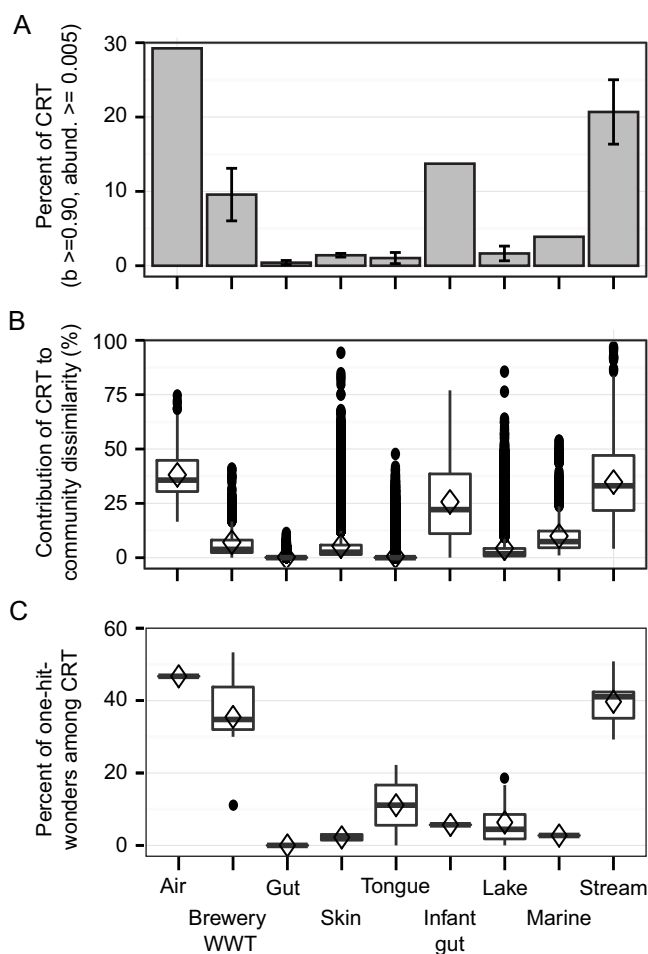 A
Percent of CRT
(b >=0.90, abund. >= 0.005)
30
20
10
0
B
Contribution of CRT to
community dissimilarity (%)
100
75
50
25
0
C
Percent of one-hit-
wonders among CRT
60
40
20
0
Air
Gut
Tongue
Lake
Stream
Brewery
WWT
Skin
Infant
gut
Marine